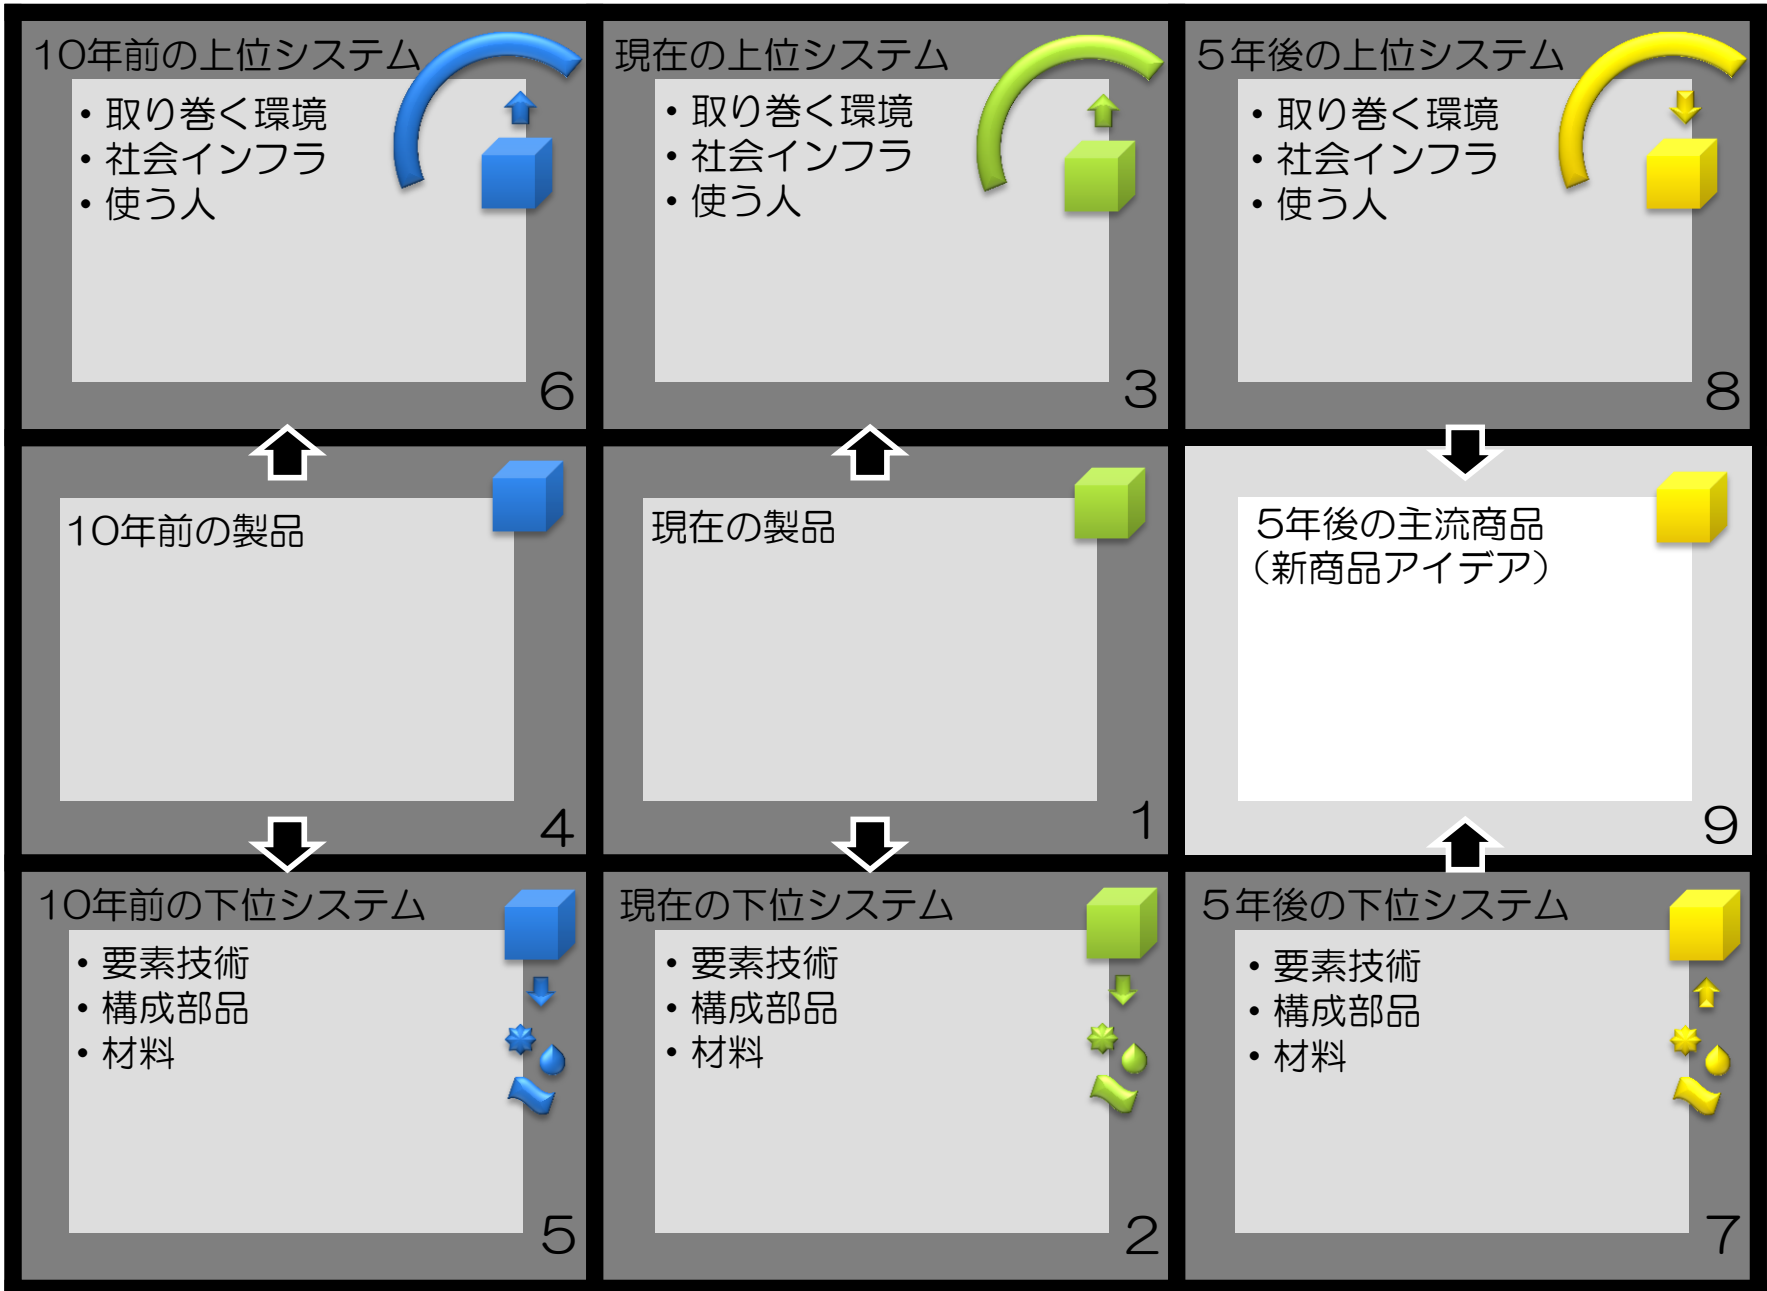 10年前の上位システム
・取り巻く環境
・社会インフラ
・使う人
6
現在の上位システム
・取り巻く環境
・社会インフラ
・使う人
3
5年後の上位システム
・取り巻く環境
・社会インフラ
・使う人
8
10年前の製品
4
現在の製品
1
5年後の主流商品
（新商品アイデア）
9
10年前の下位システム
・要素技術
・構成部品
・材料
5
現在の下位システム
・要素技術
・構成部品
・材料
2
5年後の下位システム
・要素技術
・構成部品
・材料
7